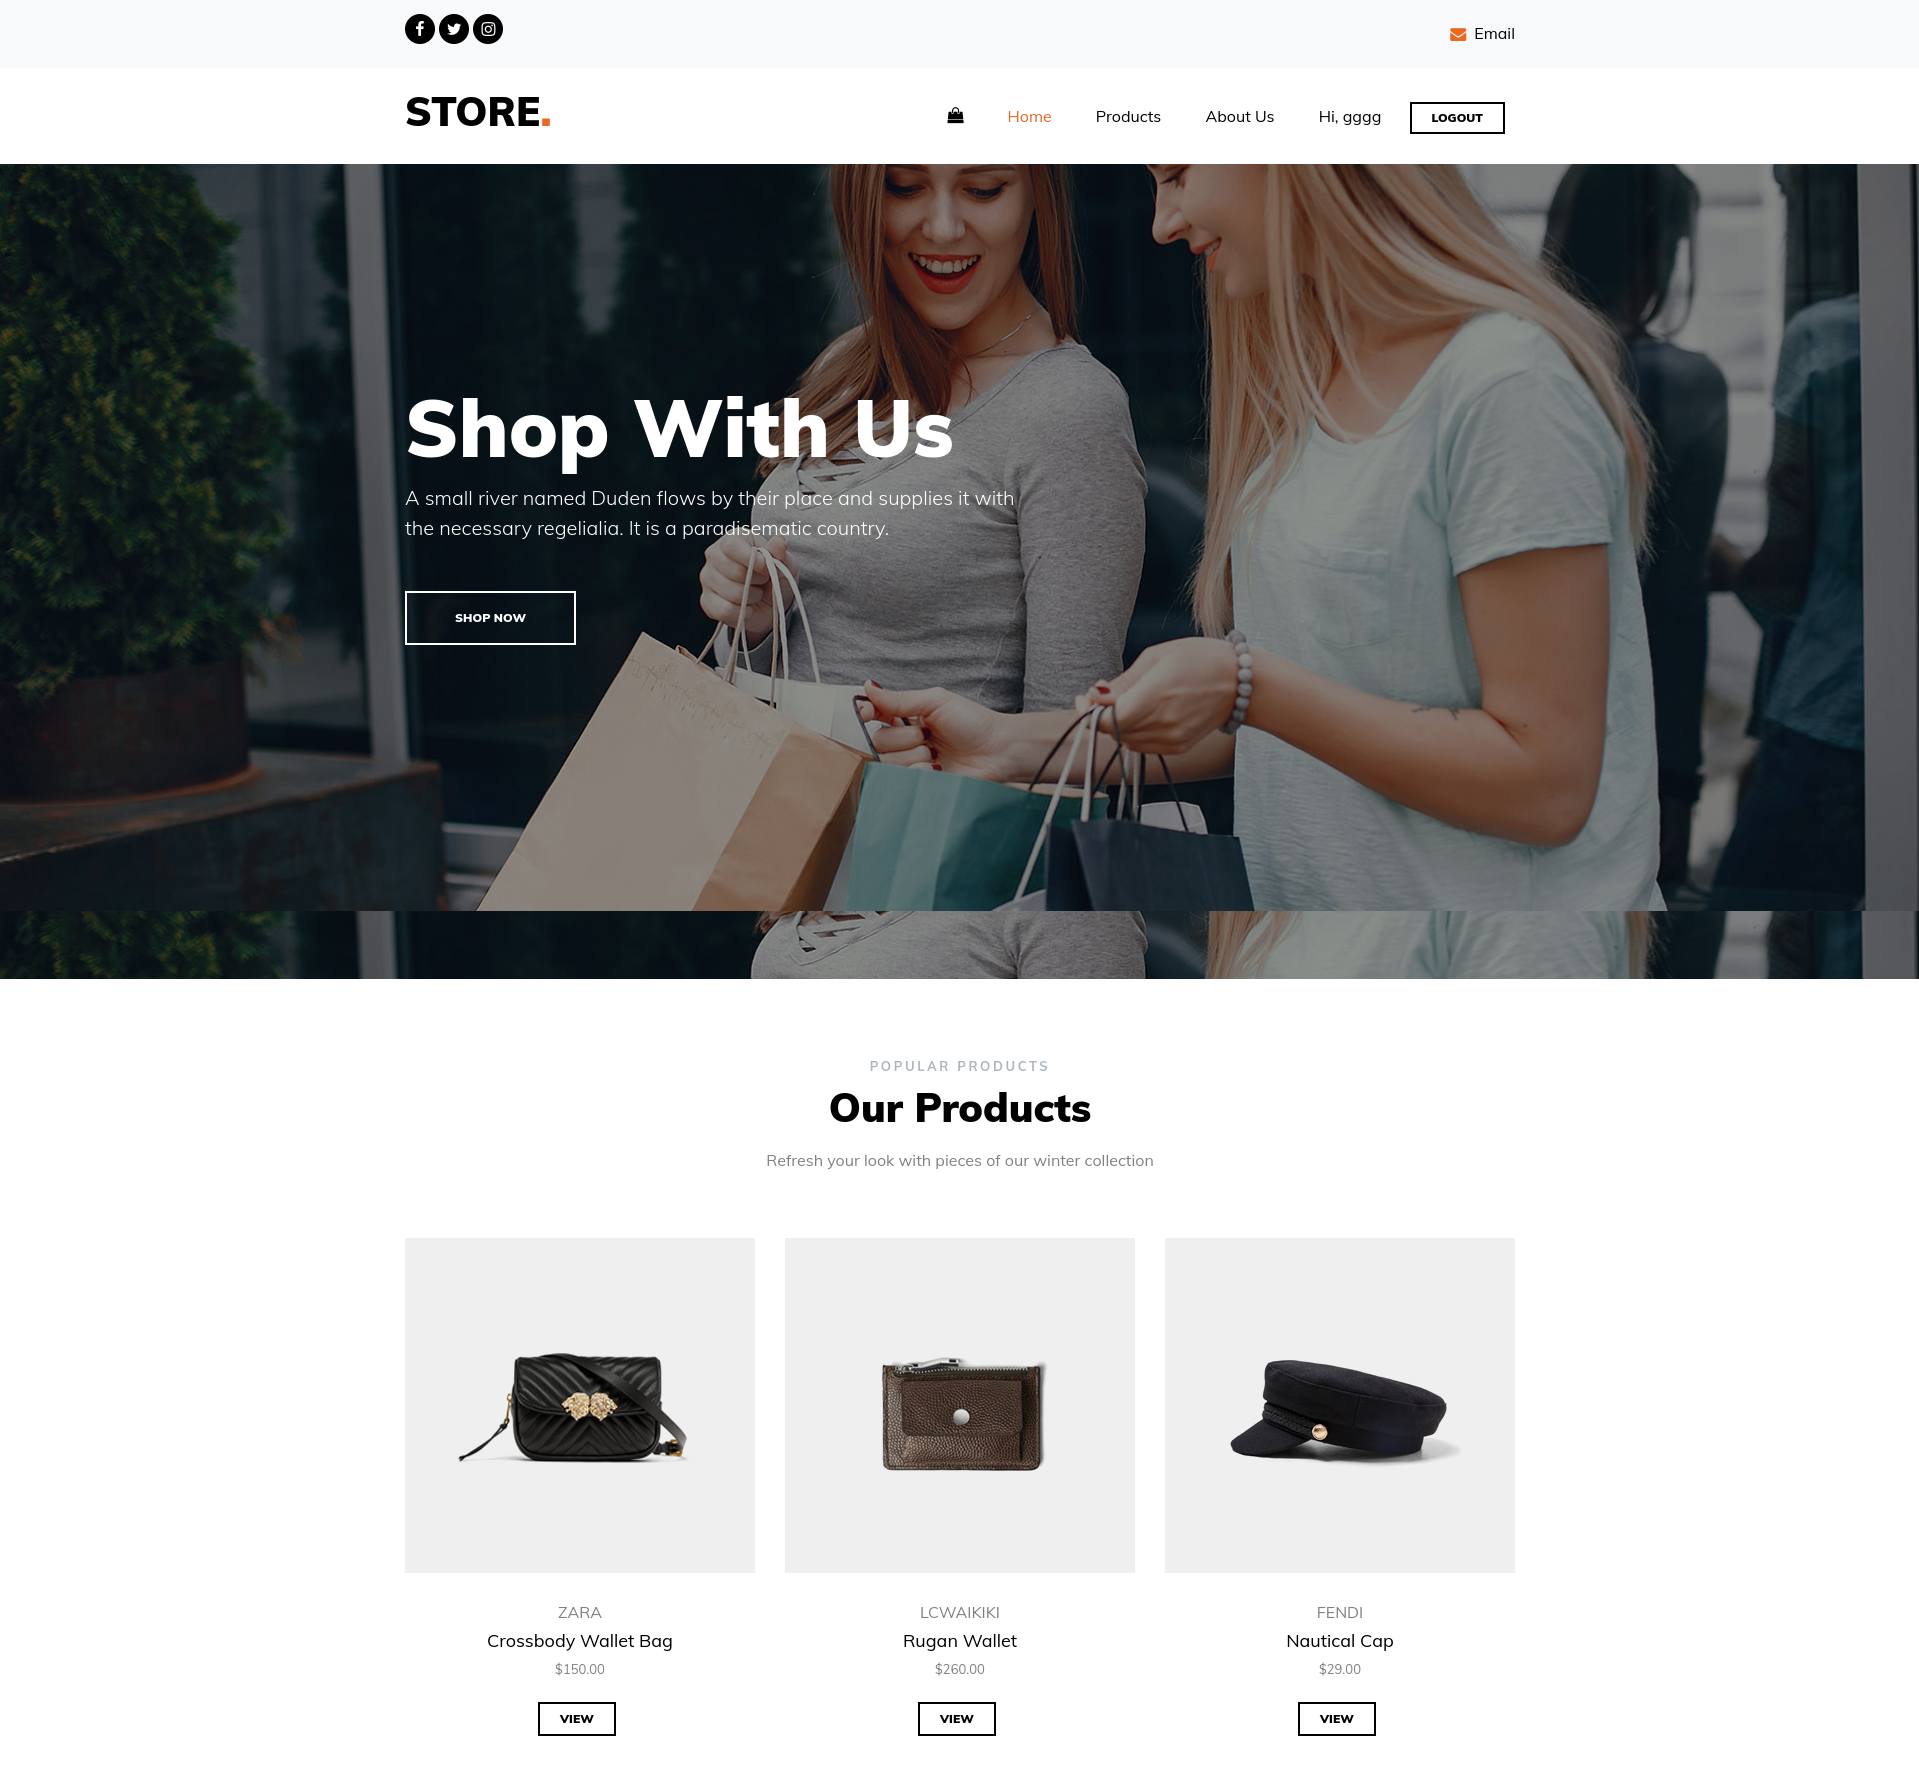 Email
STORE.
Home Products About Us Hi, gggg LOGOUT
Shop With Us
A small river named Duden flows by their place and supplies it with
the necessary regelialia. It is a paradisematic country.
SHOP NOW
POPULAR PRODUCTS
Our Products
Refresh your look with pieces of our winter collection
ZARA
Crossbody Wallet Bag
$150.00
VIEW
LCWAIKIKI
Rugan Wallet
$260.00
VIEW
FENDI
Nautical Cap
$29.00
VIEW